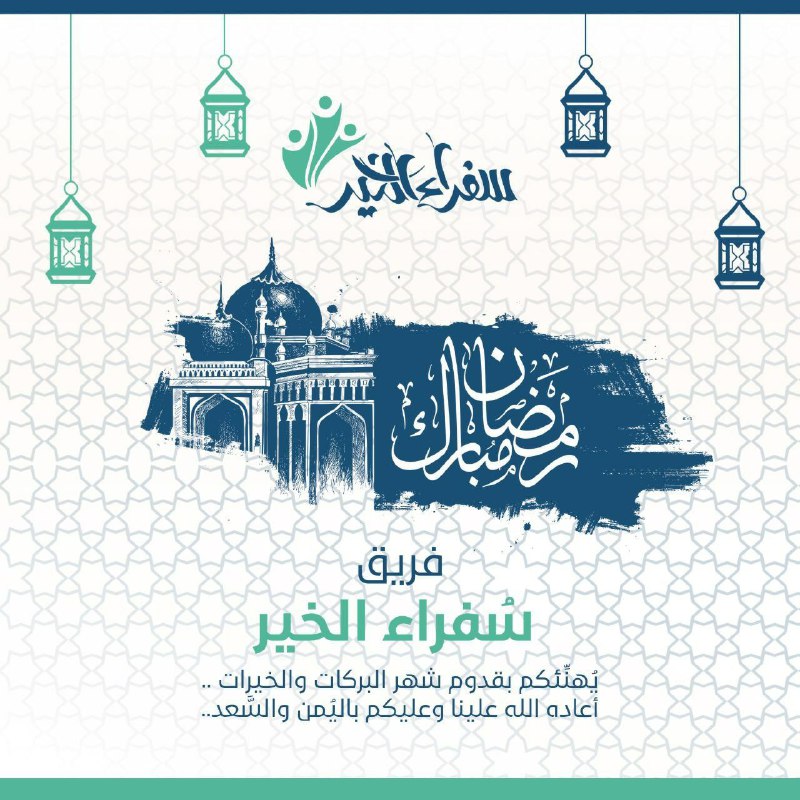 سفراء الخير
رمضان
مبارك
فريق
سُفراء الخير
يُهنِّئكم بقدوم شهر البركات والخيرات ..
أعاده الله علينا وعليكم باليُمن والسَّعد..